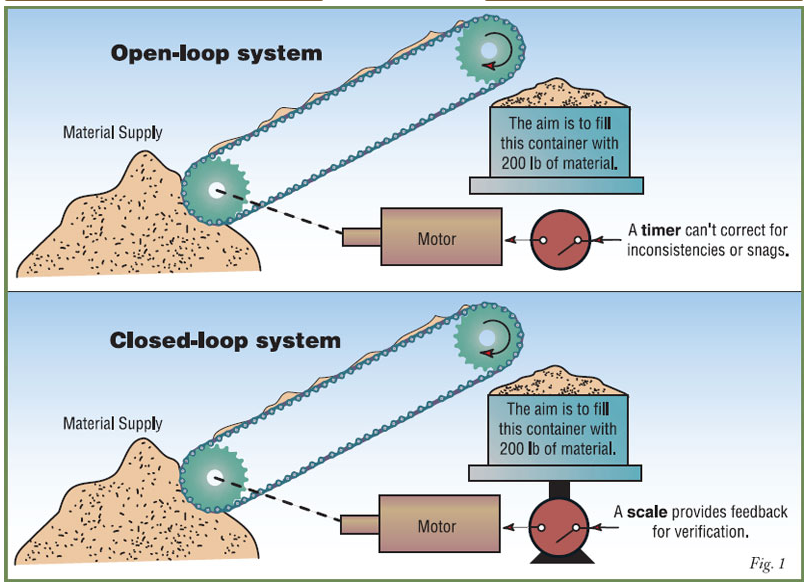 Open-loop system
Material Supply
The aim is to fill
this container with
200 lb of material.
Motor
A timer can't correct for
inconsistencies or snags.
Closed-loop system
Material Supply
The aim is to fill
this container with
200 lb of material.
Motor
A scale provides feedback
for verification.
Fig. 1